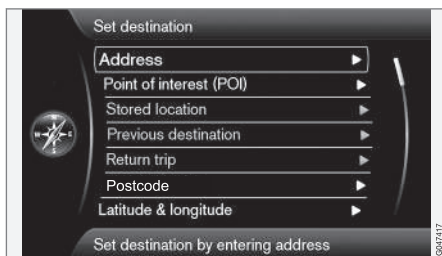 Set destination
Address
Point of interest (POI)
Stored location
Previous destination
Return trip
Postcode
Latitude & longitude
Set destination by entering address
G047417